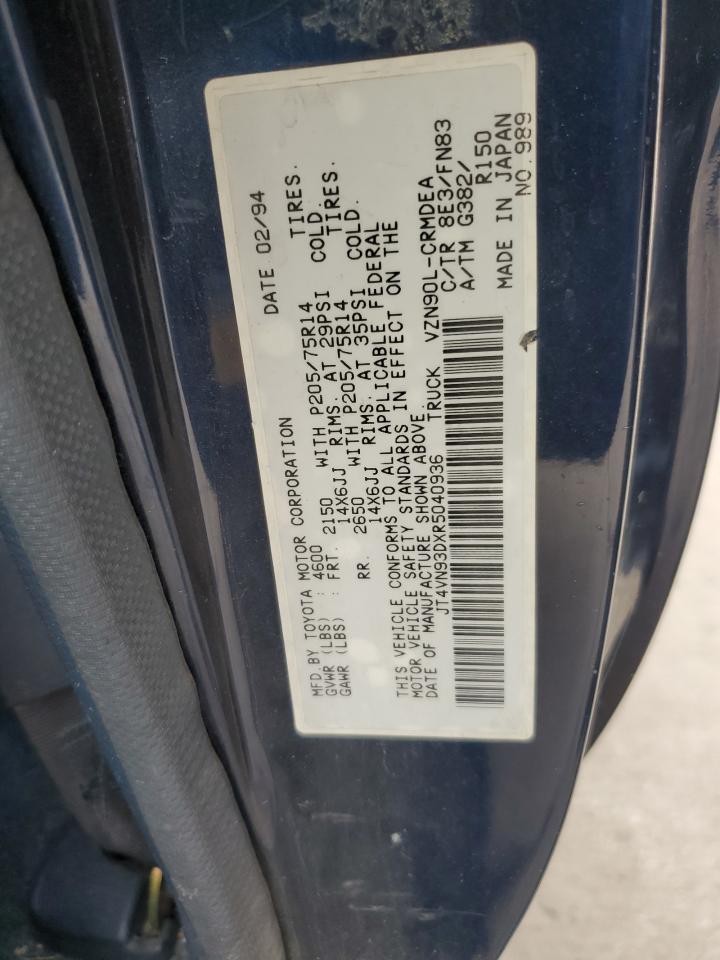 MFD. BY TOYOTA MOTOR CORPORATION DATE 02/94
GVWR (LBS) : 4600
GAWR (LBS) : FRT. 2150 WITH P205/75R14 TIRES.
14X6JJ RIMS. AT 29PSI COLD.
RR. 2650 WITH P205/75R14 TIRES.
14X6JJ RIMS. AT 35PSI COLD.
THIS VEHICLE CONFORMS TO ALL APPLICABLE FEDERAL
MOTOR VEHICLE SAFETY STANDARDS IN EFFECT ON THE
DATE OF MANUFACTURE SHOWN ABOVE.
JT4VN93DXR5040936 TRUCK VZN90L-CRMDEA
C/TR 8E3/FN83
A/TM G382/
R150
MADE IN JAPAN
NO.989